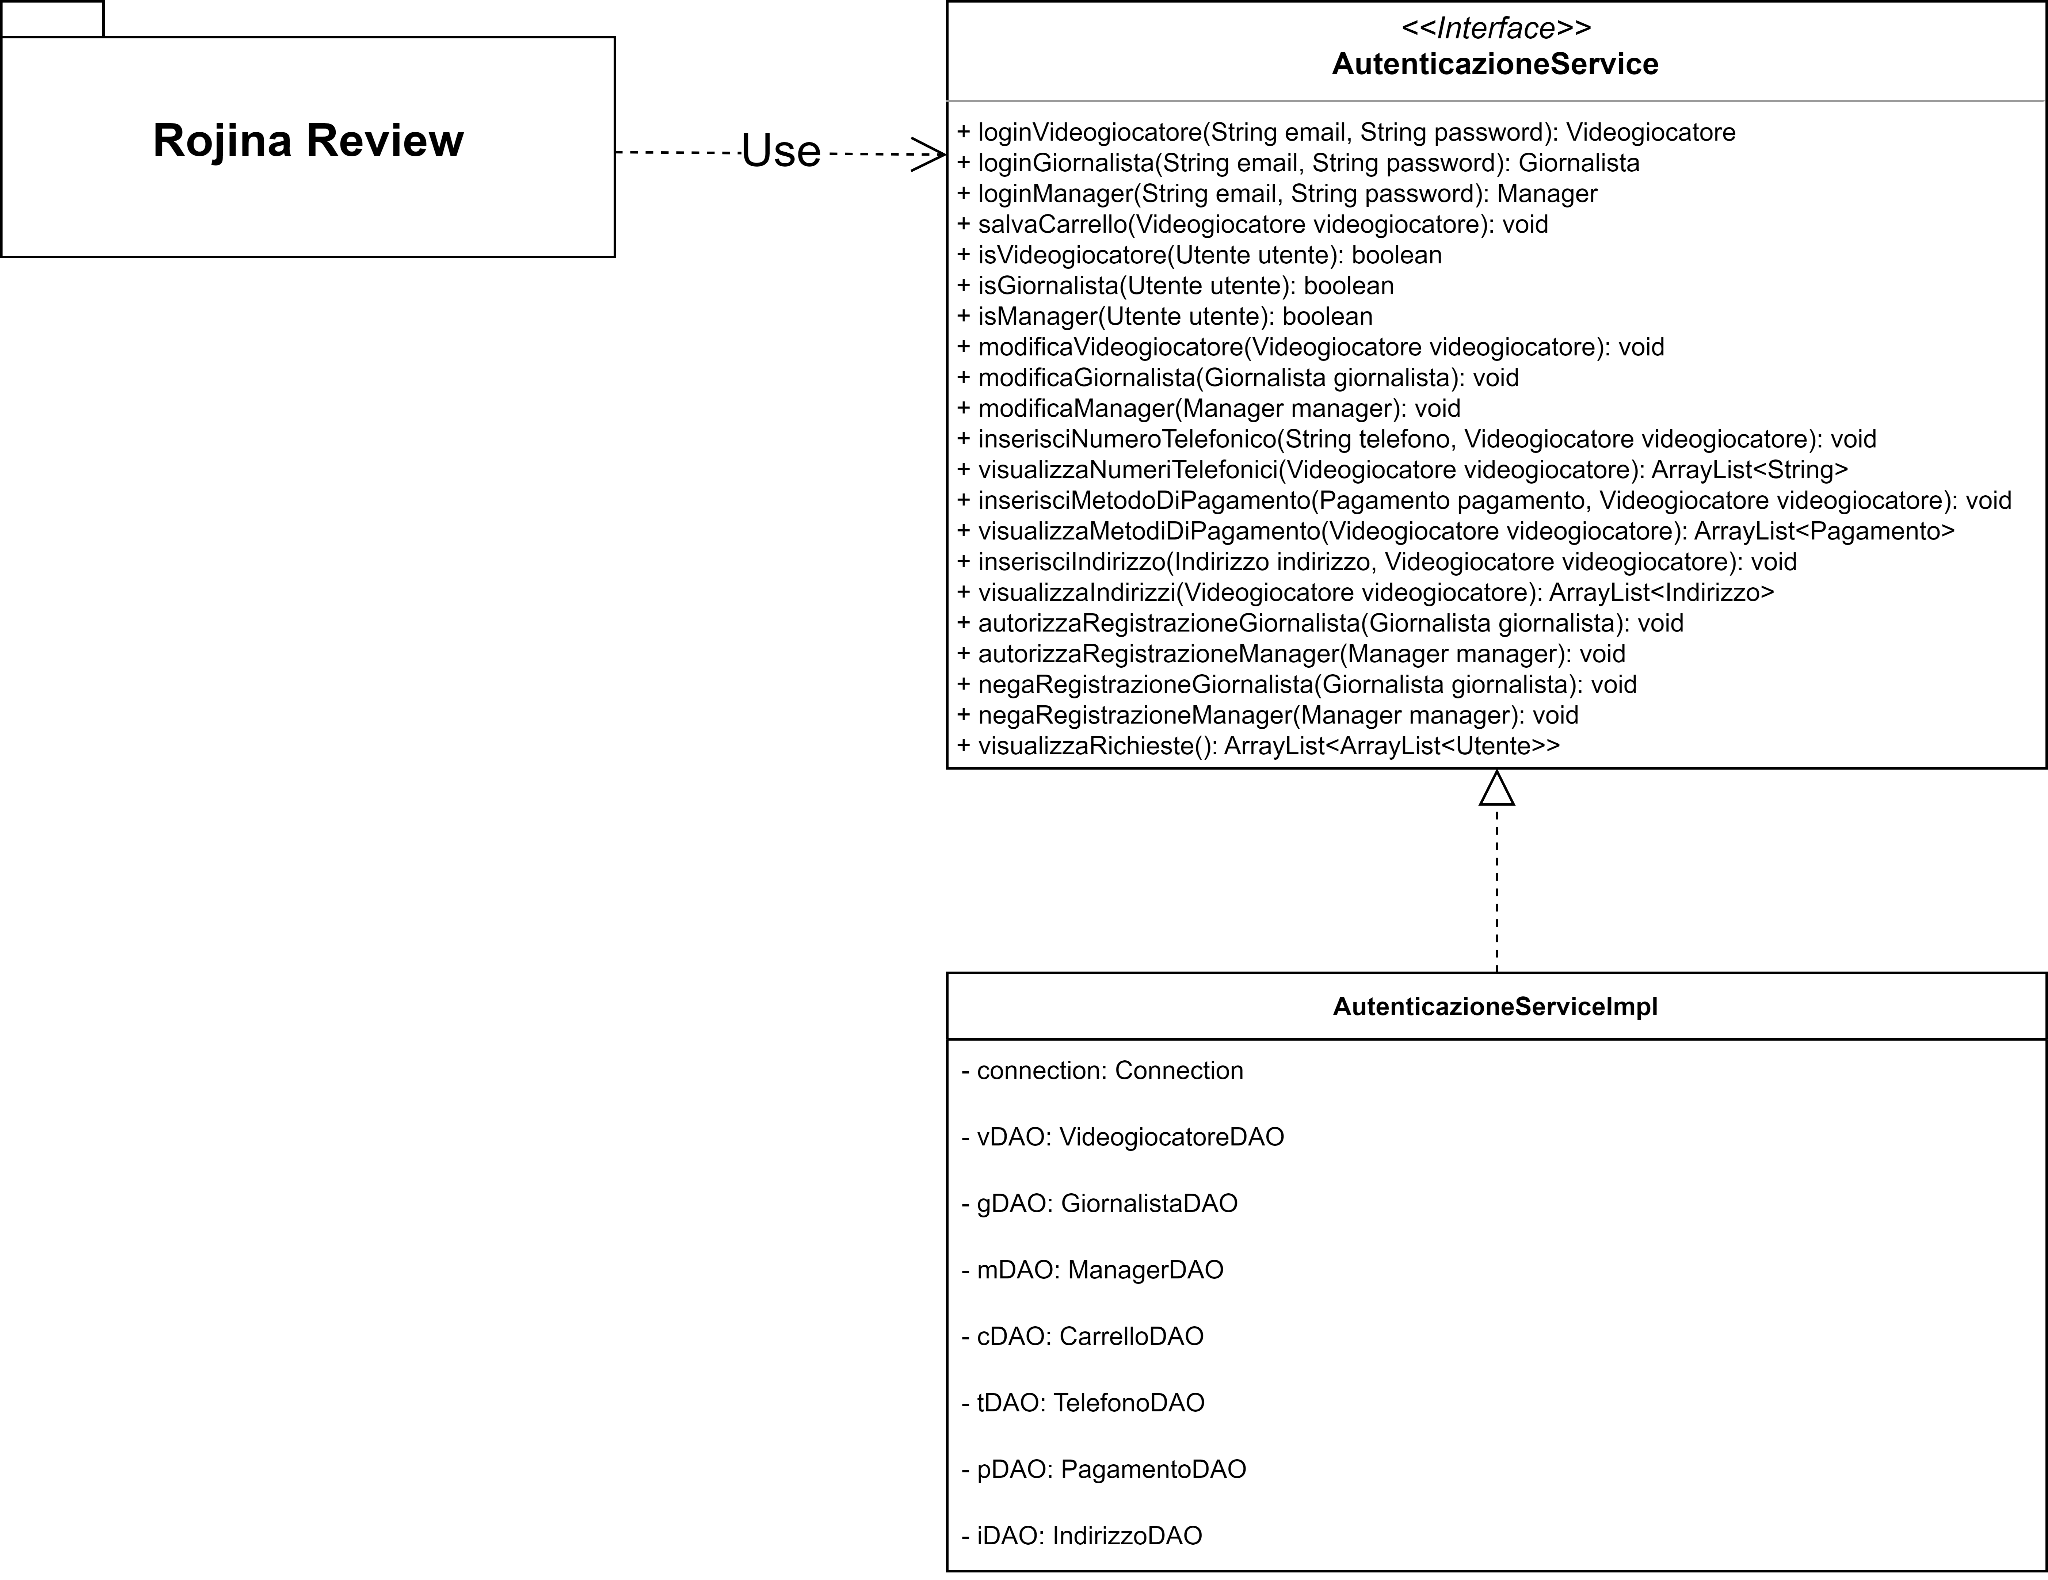 Rojina Review
Use
<<Interface>>
AutenticazioneService
+ loginVideogiocatore(String email, String password): Videogiocatore
+ loginGiornalista(String email, String password): Giornalista
+ loginManager(String email, String password): Manager
+ salvaCarrello(Videogiocatore videogiocatore): void
+ isVideogiocatore(Utente utente): boolean
+ isGiornalista(Utente utente): boolean
+ isManager(Utente utente): boolean
+ modificaVideogiocatore(Videogiocatore videogiocatore): void
+ modificaGiornalista(Giornalista giornalista): void
+ modificaManager(Manager manager): void
+ inserisciNumeroTelefonico(String telefono, Videogiocatore videogiocatore): void
+ visualizzaNumeriTelefonici(Videogiocatore videogiocatore): ArrayList<String>
+ inserisciMetodoDiPagamento(Pagamento pagamento, Videogiocatore videogiocatore): void
+ visualizzaMetodiDiPagamento(Videogiocatore videogiocatore): ArrayList<Pagamento>
+ inserisciIndirizzo(Indirizzo indirizzo, Videogiocatore videogiocatore): void
+ visualizzaIndirizzi(Videogiocatore videogiocatore): ArrayList<Indirizzo>
+ autorizzaRegistrazioneGiornalista(Giornalista giornalista): void
+ autorizzaRegistrazioneManager(Manager manager): void
+ negaRegistrazioneGiornalista(Giornalista giornalista): void
+ negaRegistrazioneManager(Manager manager): void
+ visualizzaRichieste(): ArrayList<ArrayList<Utente>>
AutenticazioneServiceImpl
- connection: Connection
- vDAO: VideogiocatoreDAO
- gDAO: GiornalistaDAO
- mDAO: ManagerDAO
- cDAO: CarrelloDAO
- tDAO: TelefonoDAO
- pDAO: PagamentoDAO
- iDAO: IndirizzoDAO